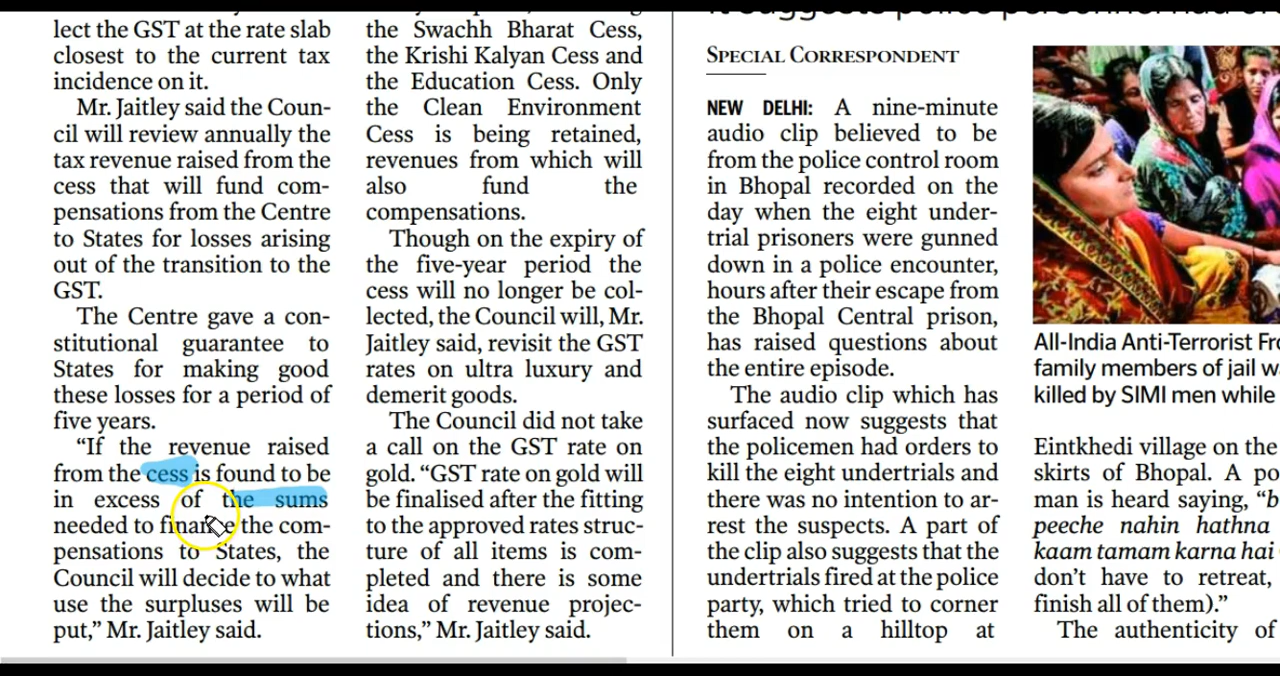 lect the GST at the rate slab
closest to the current tax
incidence on it.
Mr. Jaitley said the Coun-
cil will review annually the
tax revenue raised from the
cess that will fund com-
pensations from the Centre
to States for losses arising
out of the transition to the
GST.
The Centre gave a con-
stitutional guarantee to
States for making good
these losses for a period of
five years.
“If the revenue raised
from the cess is found to be
in excess of the sums
needed to finance the com-
pensations to States, the
Council will decide to what
use the surpluses will be
put,” Mr. Jaitley said.
the Swachh Bharat Cess,
the Krishi Kalyan Cess and
the Education Cess. Only
the Clean Environment
Cess is being retained,
revenues from which will
also fund the
compensations.
Though on the expiry of
the five-year period the
cess will no longer be col-
lected, the Council will, Mr.
Jaitley said, revisit the GST
rates on ultra luxury and
demerit goods.
The Council did not take
a call on the GST rate on
gold. “GST rate on gold will
be finalised after the fitting
to the approved rates struc-
ture of all items is com-
pleted and there is some
idea of revenue projec-
tions,” Mr. Jaitley said.
SPECIAL CORRESPONDENT
NEW DELHI: A nine-minute
audio clip believed to be
from the police control room
in Bhopal recorded on the
day when the eight under-
trial prisoners were gunned
down in a police encounter,
hours after their escape from
the Bhopal Central prison,
has raised questions about
the entire episode.
The audio clip which has
surfaced now suggests that
the policemen had orders to
kill the eight undertrials and
there was no intention to ar-
rest the suspects. A part of
the clip also suggests that the
undertrials fired at the police
party, which tried to corner
them on a hilltop at
All-India Anti-Terrorist Fr
family members of jail w
killed by SIMI men while
Eintkhedi village on the
skirts of Bhopal. A po
man is heard saying, “b
peeche nahin hathna
kaam tamam karna hai
don’t have to retreat,
finish all of them).”
The authenticity of